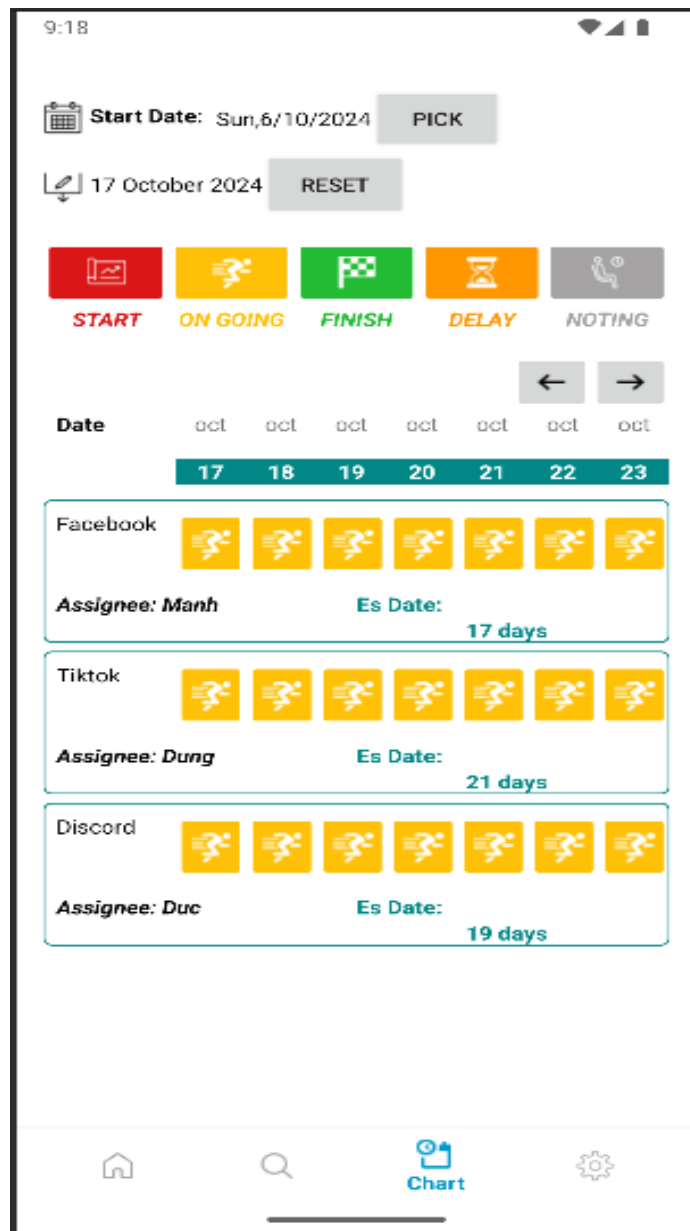 9:18
Start Date: Sun,6/10/2024 PICK
17 October 2024 RESET
START ON GOING FINISH DELAY NOTING
← →
Date oct oct oct oct oct oct oct
17 18 19 20 21 22 23
Facebook
Assignee: Manh Es Date:
17 days
Tiktok
Assignee: Dung Es Date:
21 days
Discord
Assignee: Duc Es Date:
19 days
Chart